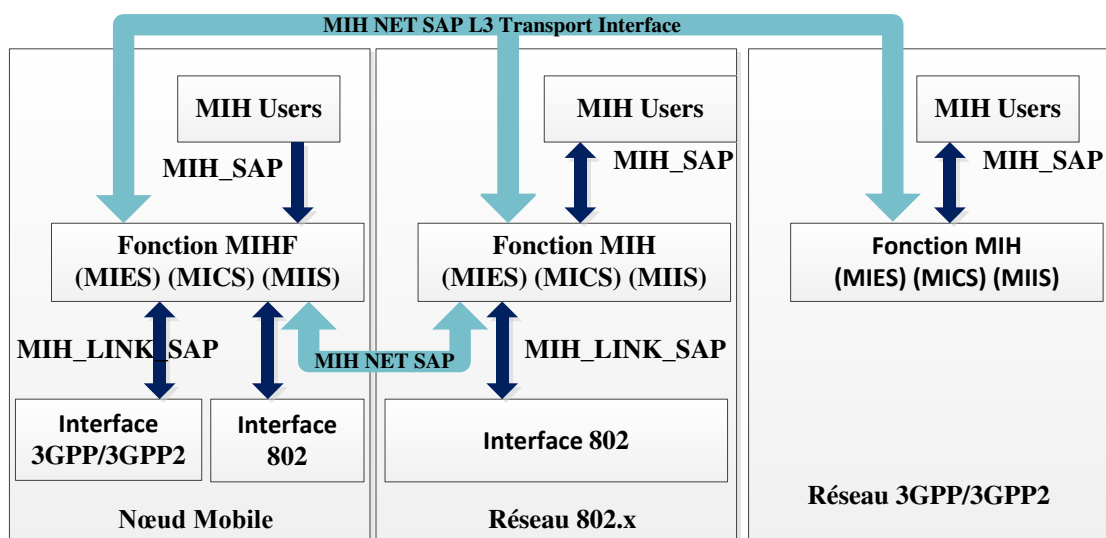 MIH NET SAP L3 Transport Interface
MIH Users
MIH_SAP
Fonction MIHF
(MIES) (MICS) (MIIS)
MIH_LINK_SAP
Interface
3GPP/3GPP2
Interface
802
Nœud Mobile
MIH NET SAP
MIH Users
MIH_SAP
Fonction MIH
(MIES) (MICS) (MIIS)
MIH_LINK_SAP
Interface 802
Réseau 802.x
MIH Users
MIH_SAP
Fonction MIH
(MIES) (MICS) (MIIS)
Réseau 3GPP/3GPP2